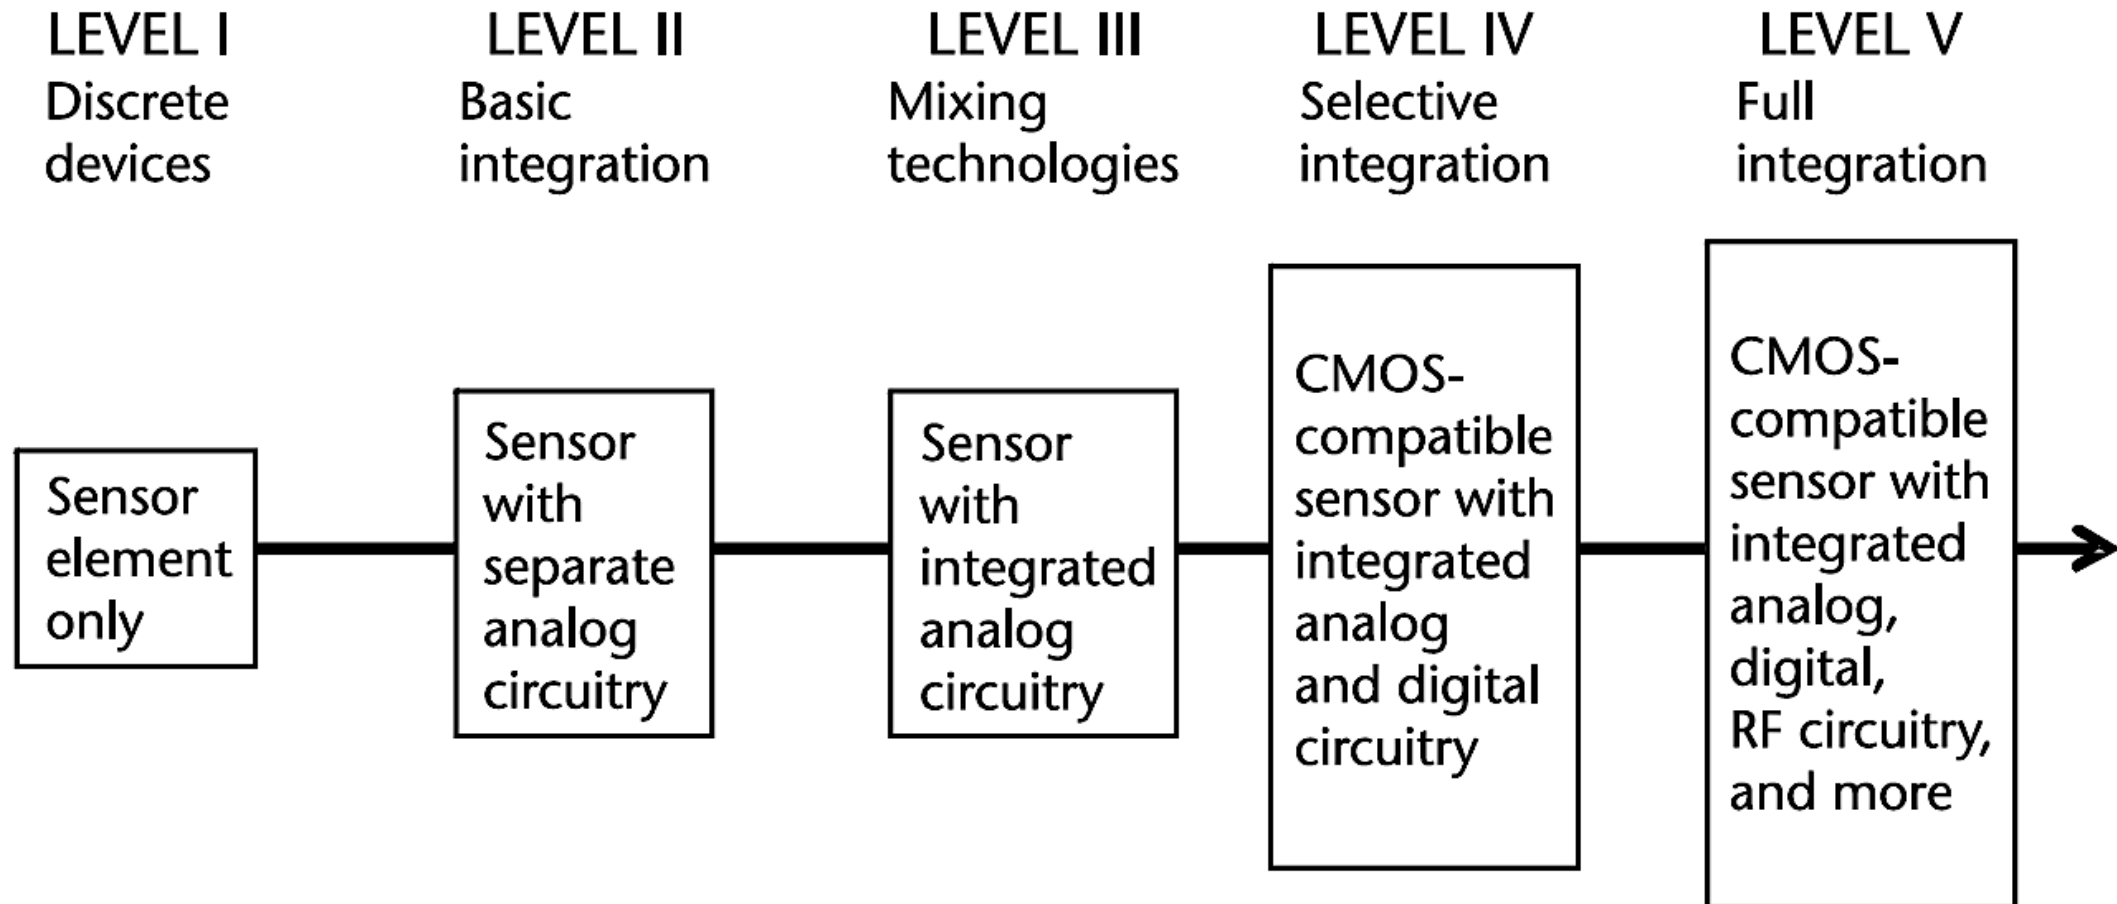 LEVEL I
Discrete
devices
LEVEL II
Basic
integration
LEVEL III
Mixing
technologies
LEVEL IV
Selective
integration
LEVEL V
Full
integration
Sensor
element
only
Sensor
with
separate
analog
circuitry
Sensor
with
integrated
analog
circuitry
CMOS-
compatible
sensor with
integrated
analog
and digital
circuitry
CMOS-
compatible
sensor with
integrated
analog,
digital,
RF circuitry,
and more